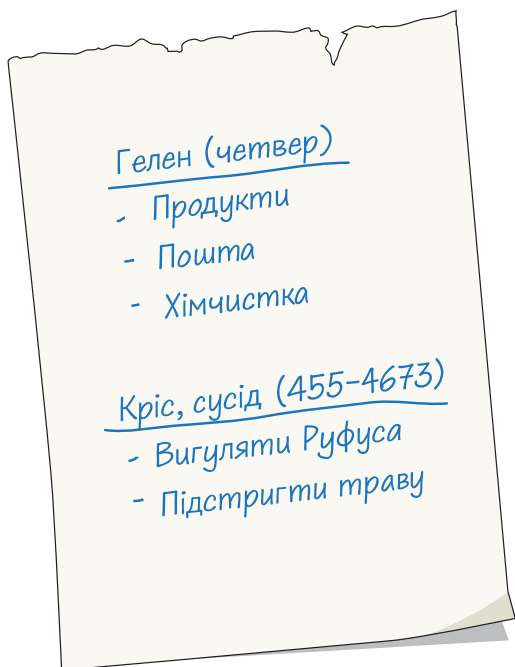 Гелен (четвер)
- Продукти
- Пошта
- Хімчистка
Кріс, сусід (455-4673)
- Вигуляти Руфуса
- Підстригти траву